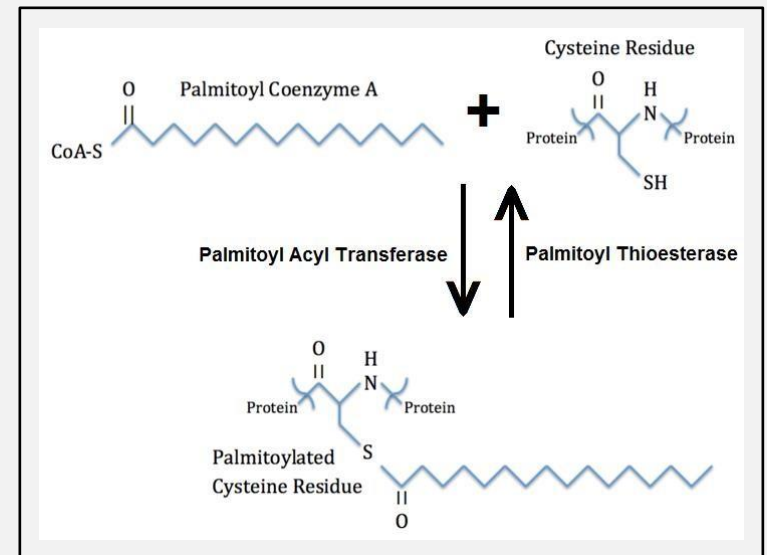 Cysteine Residue
O
Palmitoyl Coenzyme A
+
O
H
||
||
N
CoA-S
Protein
Protein
SH
Palmitoyl Acyl Transferase
Palmitoyl Thioesterase
O
H
||
N
Protein
Protein
S
Palmitoylated
Cysteine Residue
||
O